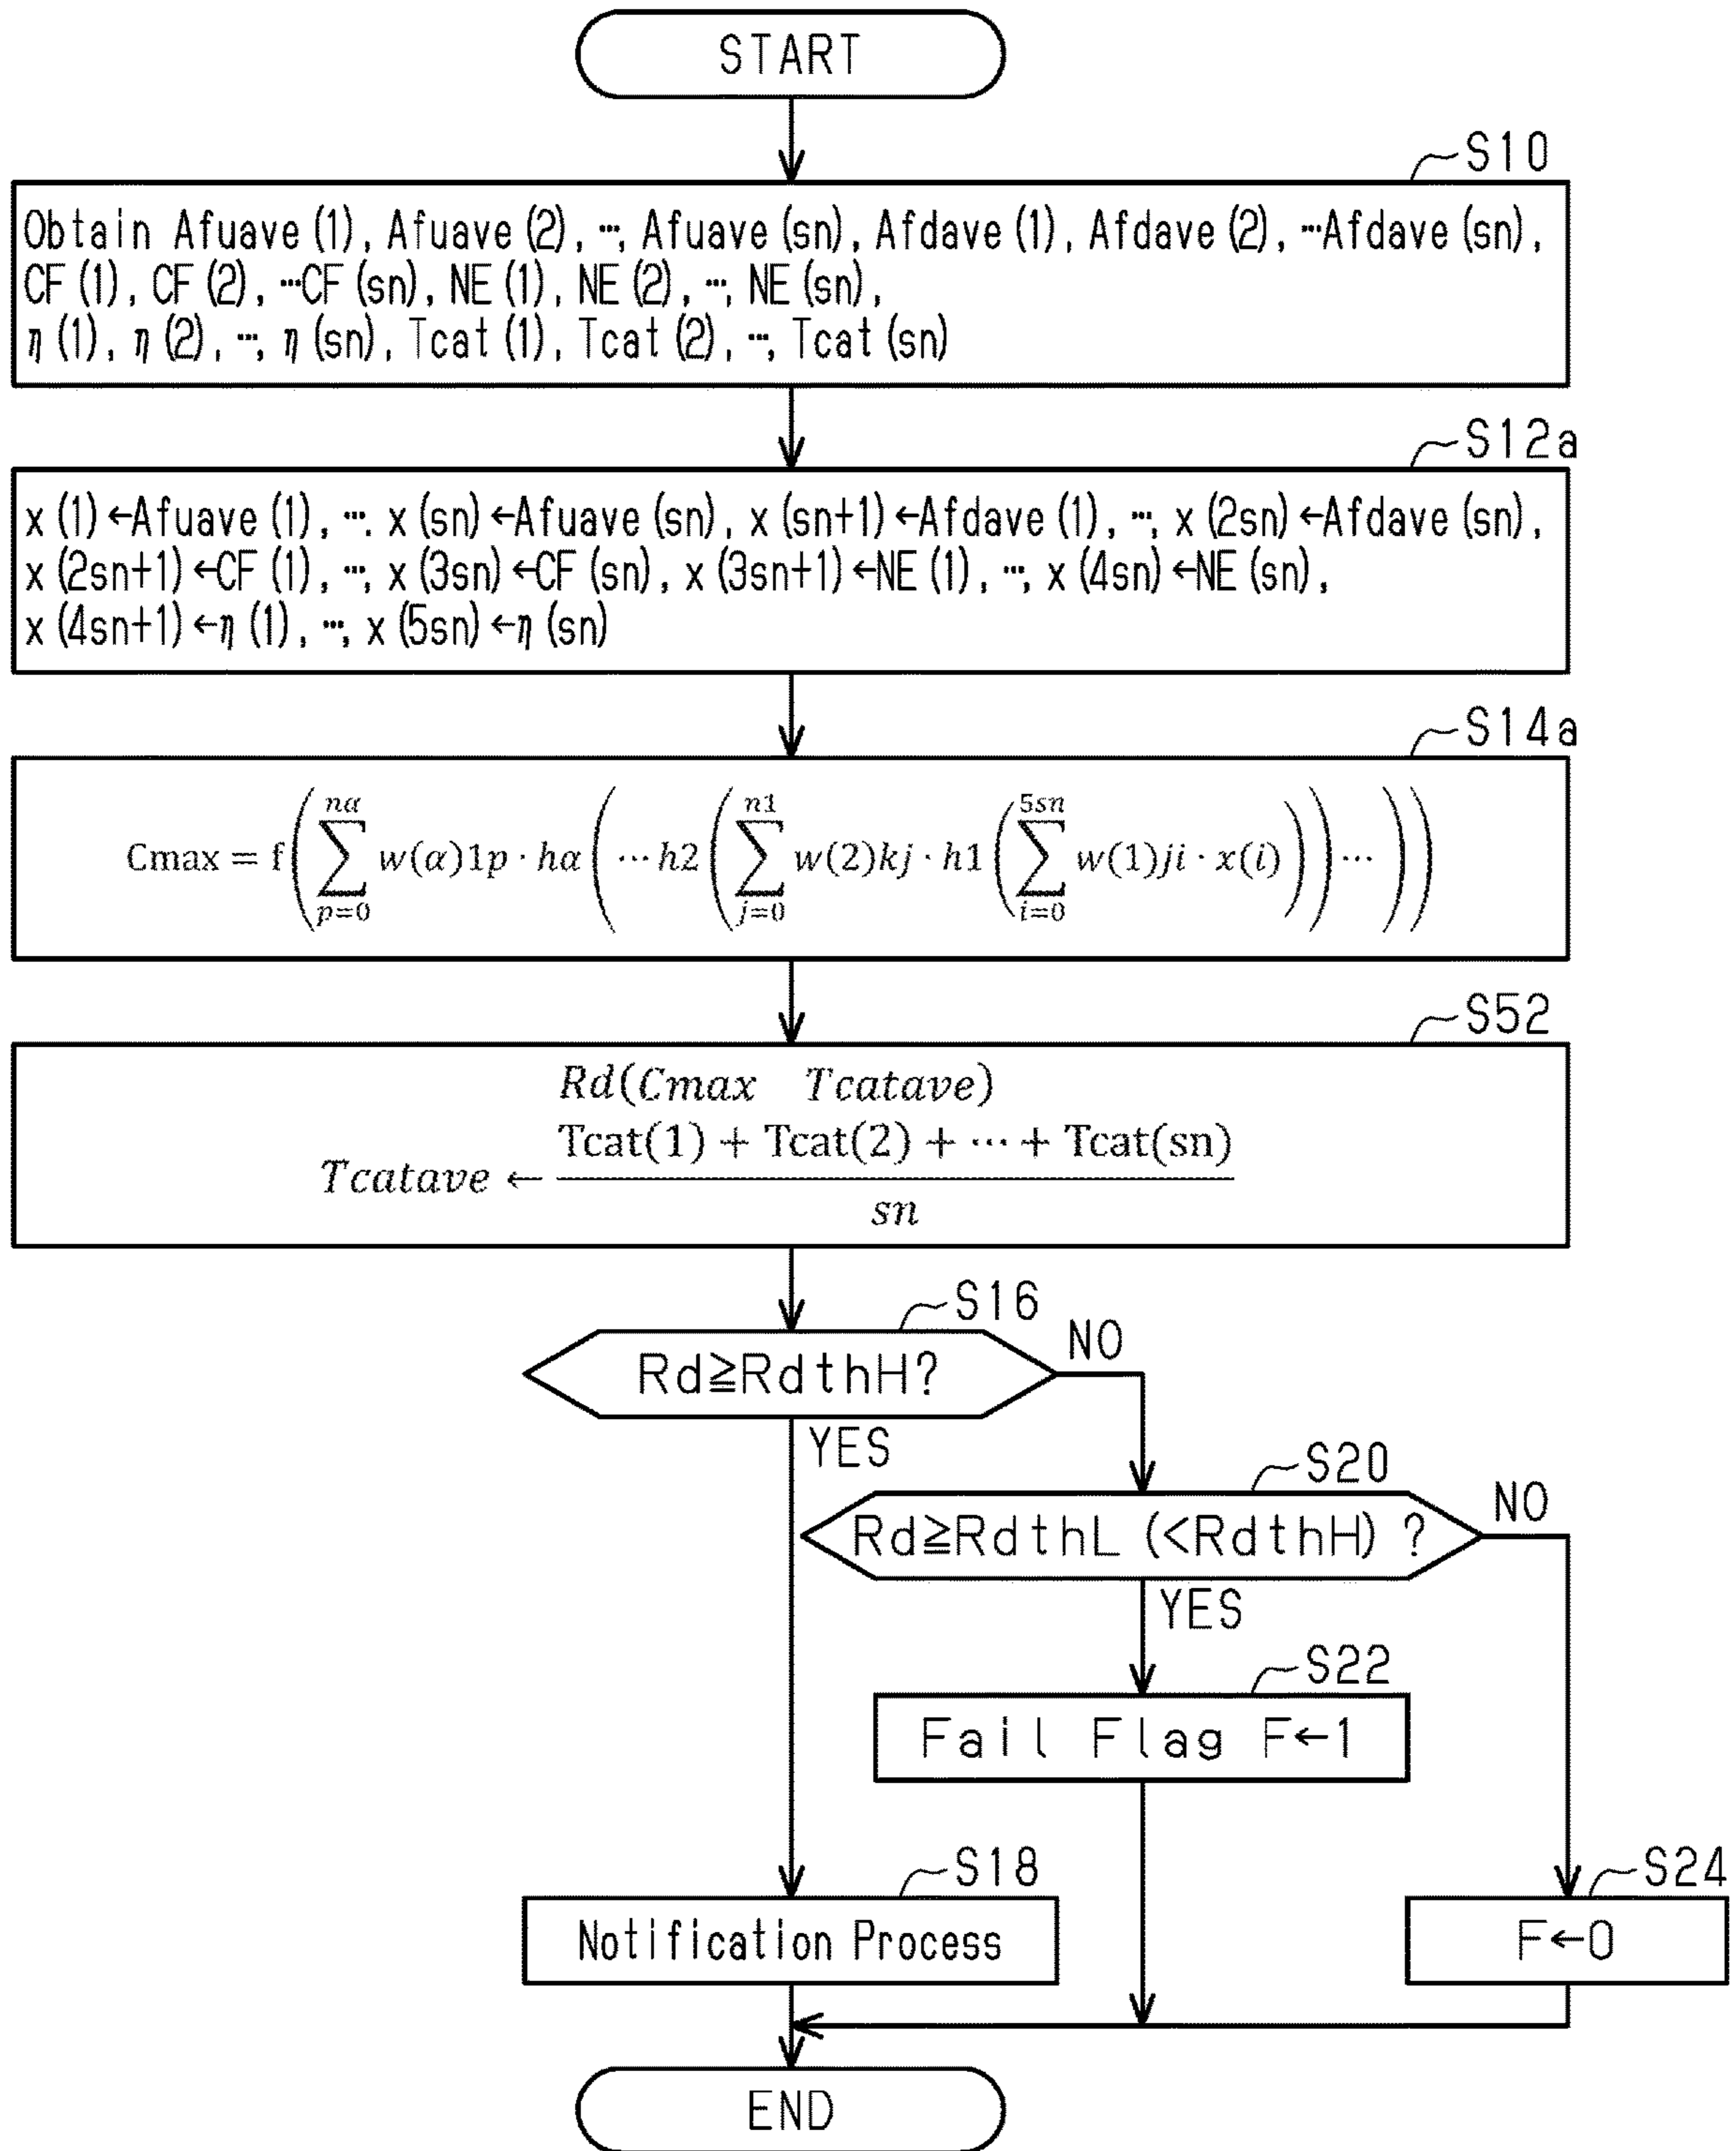 START
S10
Obtain Afuave (1), Afuave (2), …, Afuave (sn), Afdave (1), Afdave (2), …Afdave (sn),
CF (1), CF (2), …CF (sn), NE (1), NE (2), …, NE (sn),
η (1), η (2), …, η (sn), Tcat (1), Tcat (2), …, Tcat (sn)
S12a
x (1)←Afuave (1), …. x (sn)←Afuave (sn), x (sn+1)←Afdave (1), …, x (2sn)←Afdave (sn),
x (2sn+1)←CF (1), …, x (3sn)←CF (sn), x (3sn+1)←NE (1), …, x (4sn)←NE (sn),
x (4sn+1)←η (1), …, x (5sn)←η (sn)
S14a
Cmax = f(∑_{p=0}^{nα} w(α)1p · hα(⋯h2(∑_{j=0}^{n1} w(2)kj · h1(∑_{i=0}^{5sn} w(1)ji · x(i)))⋯))
S52
Rd(Cmax Tcatave)
Tcat(1) + Tcat(2) + ⋯ + Tcat(sn)
Tcatave ←
sn
S16
Rd≧RdthH?
NO
YES
S20
Rd≧RdthL (<RdthH) ?
NO
YES
S22
Fail Flag F←1
S18
Notification Process
S24
F←0
END